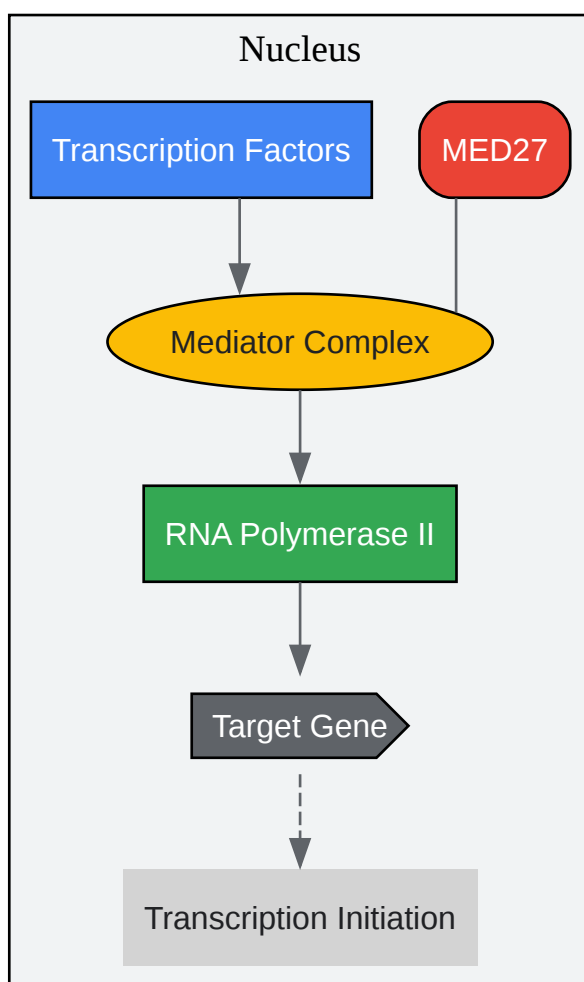 Nucleus
Transcription Factors
MED27
Mediator Complex
RNA Polymerase II
Target Gene
Transcription Initiation